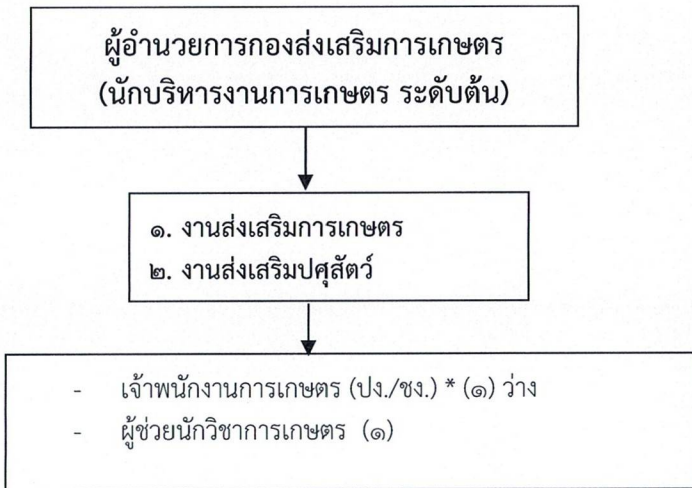 ผู้อำนวยการกองส่งเสริมการเกษตร
(นักบริหารงานการเกษตร ระดับต้น)
๑. งานส่งเสริมการเกษตร
๒. งานส่งเสริมปศุสัตว์
- เจ้าพนักงานการเกษตร (ปง./ชง.) * (๑) ว่าง
- ผู้ช่วยนักวิชาการเกษตร (๑)